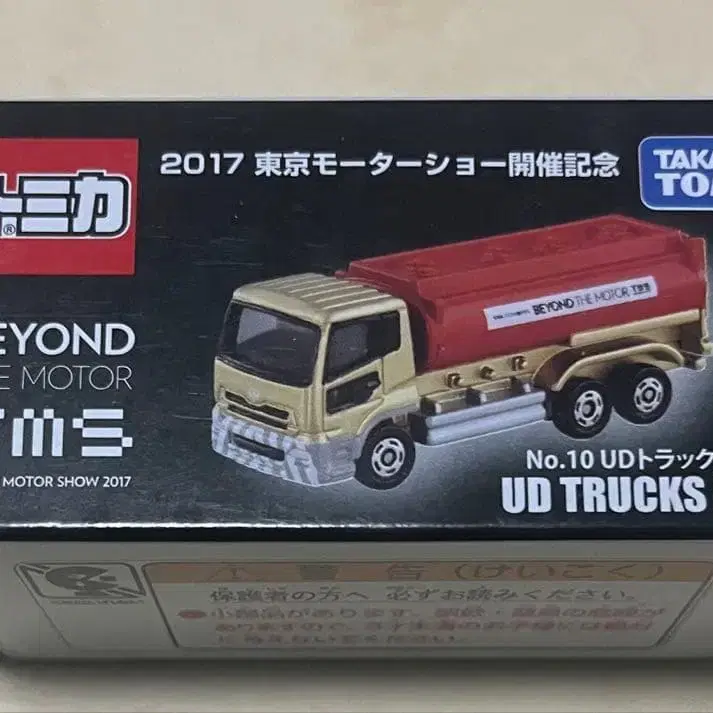 2017 東京モーターショー開催記念
トミカ
TAKA
TOM
BEYOND THE MOTOR TMS
EYOND
E MOTOR
TMS
MOTOR SHOW 2017
No.10 UDトラック
UD TRUCKS
警告(けいこく)
保護者の方へ 必ずお読みください。